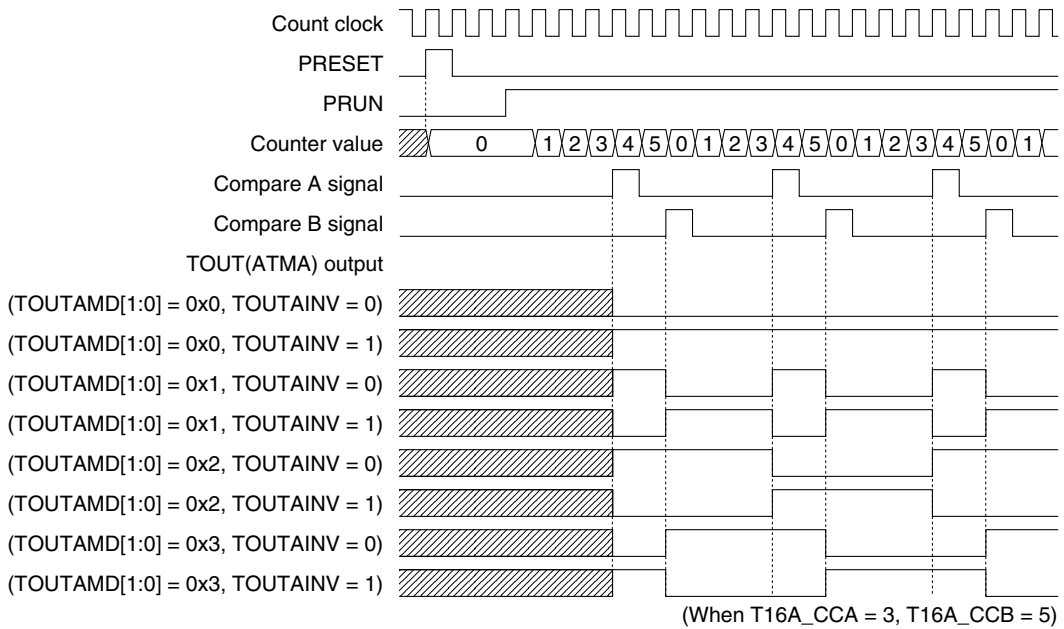 Count clock
PRESET
PRUN
Counter value 0 1 2 3 4 5 0 1 2 3 4 5 0 1 2 3 4 5 0 1
Compare A signal
Compare B signal
TOUT(ATMA) output
(TOUTAMD[1:0] = 0x0, TOUTAINV = 0)
(TOUTAMD[1:0] = 0x0, TOUTAINV = 1)
(TOUTAMD[1:0] = 0x1, TOUTAINV = 0)
(TOUTAMD[1:0] = 0x1, TOUTAINV = 1)
(TOUTAMD[1:0] = 0x2, TOUTAINV = 0)
(TOUTAMD[1:0] = 0x2, TOUTAINV = 1)
(TOUTAMD[1:0] = 0x3, TOUTAINV = 0)
(TOUTAMD[1:0] = 0x3, TOUTAINV = 1)
(When T16A_CCA = 3, T16A_CCB = 5)